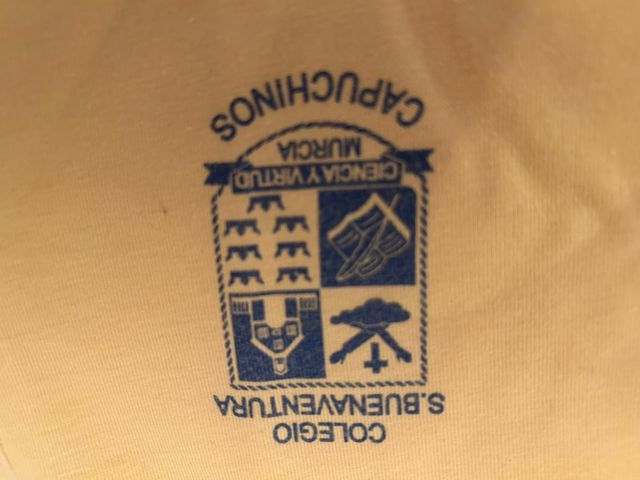 COLEGIO
S.BUENAVENTURA
CIENCIA Y VIRTUD
MURCIA
CAPUCHINOS